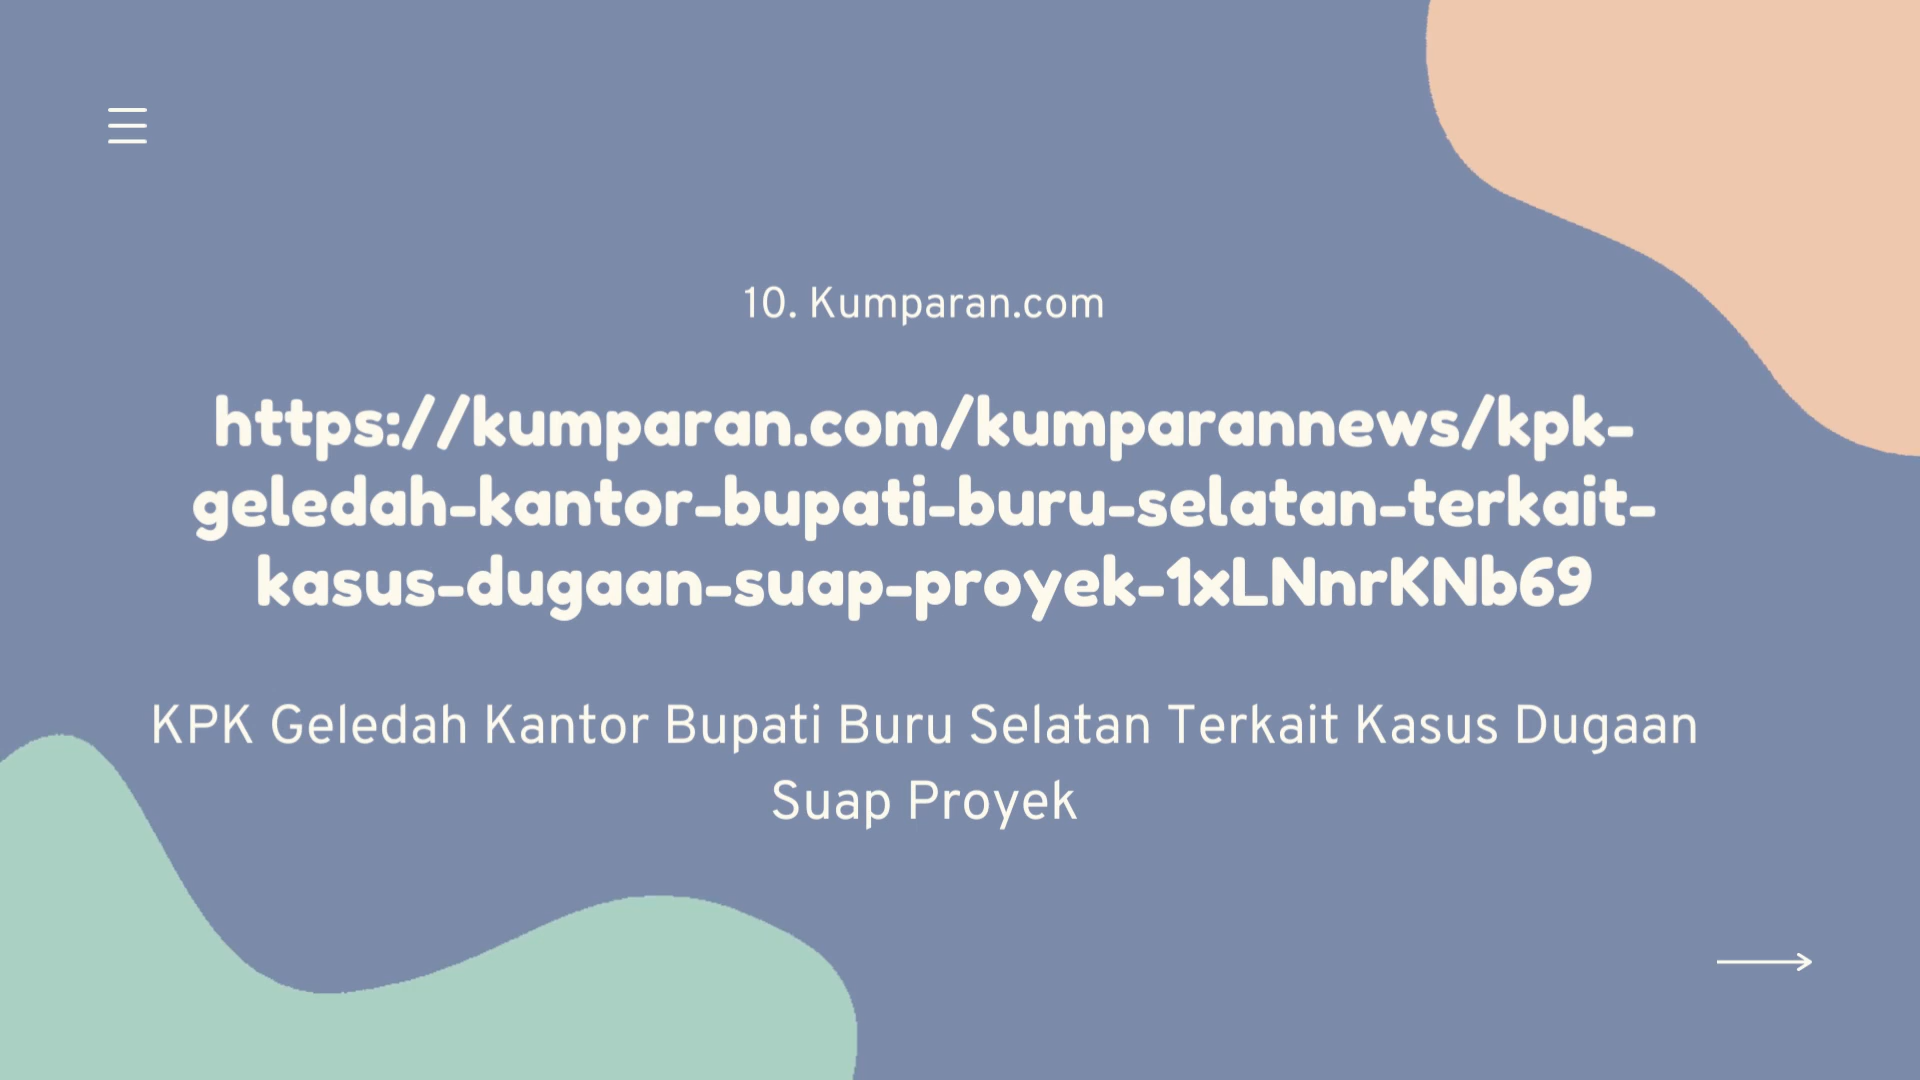 10. Kumparan.com
https://kumparan.com/kumparannews/kpk-
geledah-kantor-bupati-buru-selatan-terkait-
kasus-dugaan-suap-proyek-1xLNnrKNb69
KPK Geledah Kantor Bupati Buru Selatan Terkait Kasus Dugaan
Suap Proyek